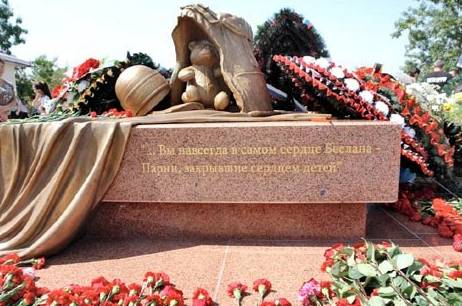 "... Вы навсегда в самом сердце Беслана -
Парни, закрывшие сердцем детей"